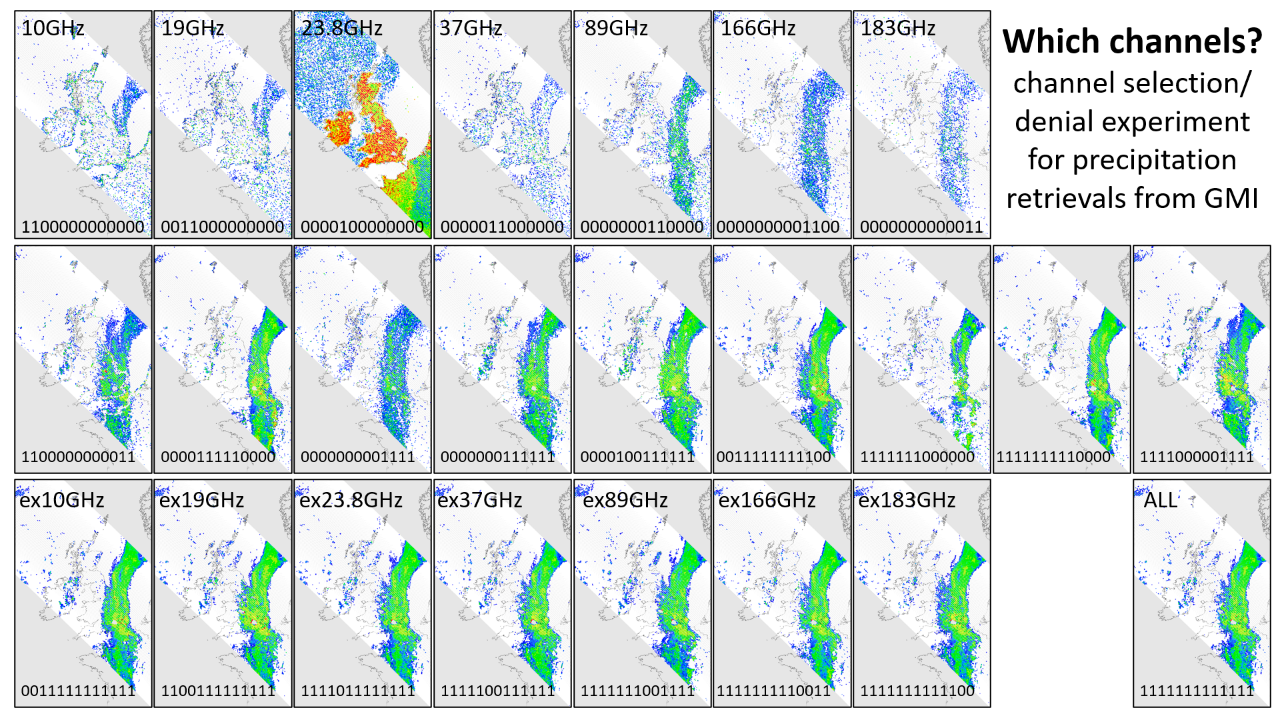 10GHz
19GHz
23.8GHz
37GHz
89GHz
166GHz
183GHz
Which channels?
channel selection/
denial experiment
for precipitation
retrievals from GMI
1100000000000
0011000000000
0000100000000
0000011000000
0000000110000
0000000001100
0000000000011
1100000000011
0000111110000
0000000001111
0000000111111
0000100111111
0011111111100
1111111000000
1111111110000
1111000001111
ex10GHz
ex19GHz
ex23.8GHz
ex37GHz
ex89GHz
ex166GHz
ex183GHz
ALL
0011111111111
1100111111111
1111011111111
1111100111111
1111111001111
1111111110011
1111111111100
1111111111111